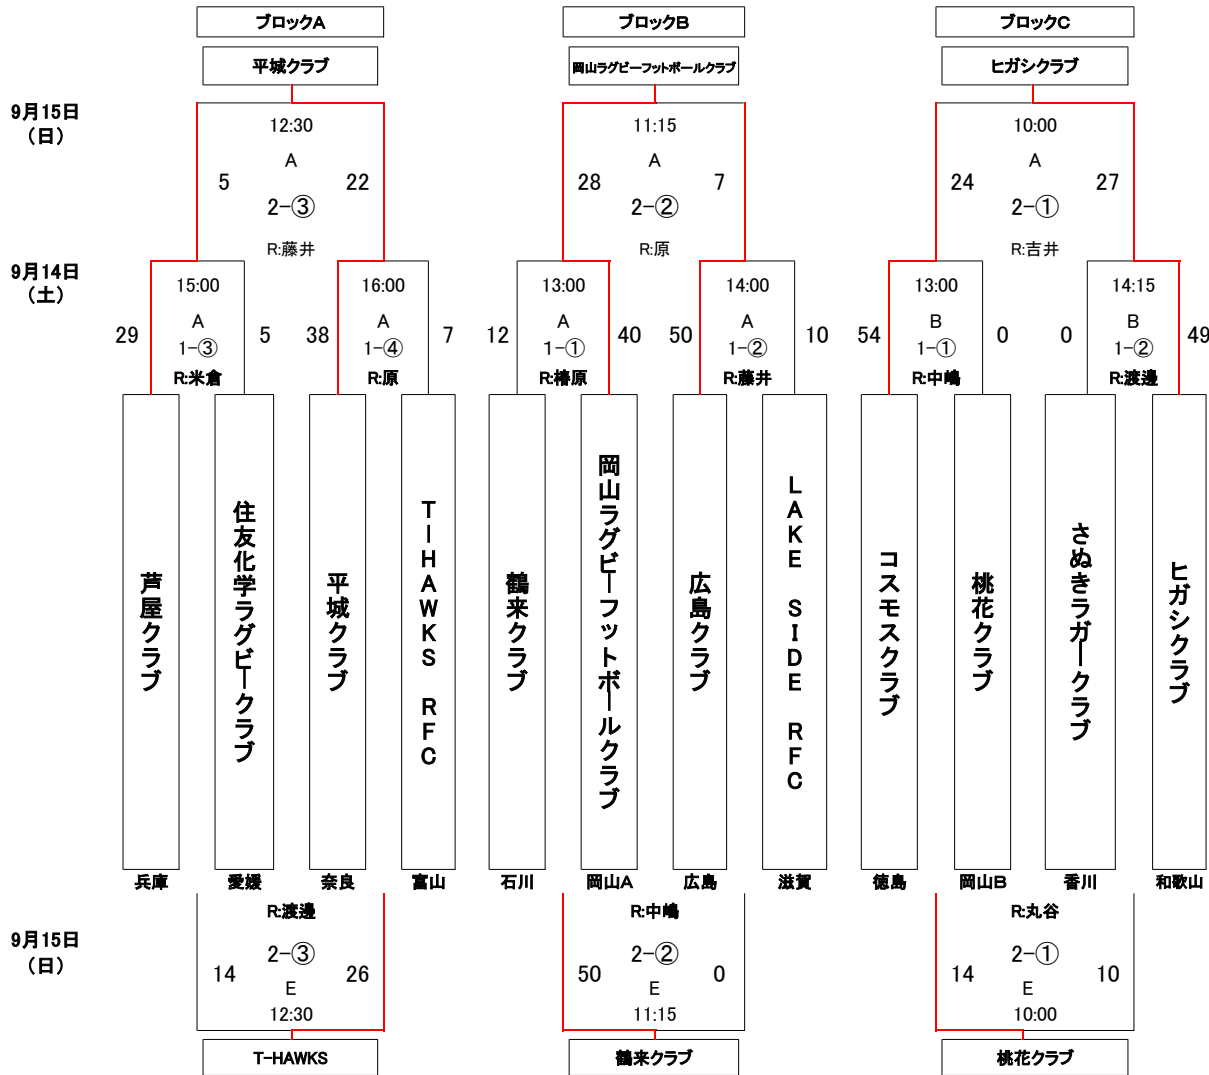 ブロックA ブロックB ブロックC
平城クラブ 岡山ラグビーフットボールクラブ ヒガシクラブ
9月15日
（日）
12:30 11:15 10:00
A A A
5 22 28 7 24 27
2-③ 2-② 2-①
R:藤井 R:原 R:吉井
9月14日
（土）
15:00 16:00 13:00 14:00 13:00 14:15
A A A A B B
29 5 38 7 12 40 50 10 54 0 0 49
1-③ 1-④ 1-① 1-② 1-① 1-②
R:米倉 R:原 R:椿原 R:藤井 R:中嶋 R:渡邊
芦屋クラブ
住友化学ラグビークラブ
平城クラブ
T-HAWKS RFC
鶴来クラブ
岡山ラグビーフットボールクラブ
広島クラブ
LAKE SIDE RFC
コスモスクラブ
桃花クラブ
さぬきラガークラブ
ヒガシクラブ
兵庫 愛媛 奈良 富山 石川 岡山A 広島 滋賀 徳島 岡山B 香川 和歌山
R:渡邊 R:中嶋 R:丸谷
9月15日
（日）
2-③ 2-② 2-①
14 26 50 0 14 10
E E E
12:30 11:15 10:00
T-HAWKS 鶴来クラブ 桃花クラブ